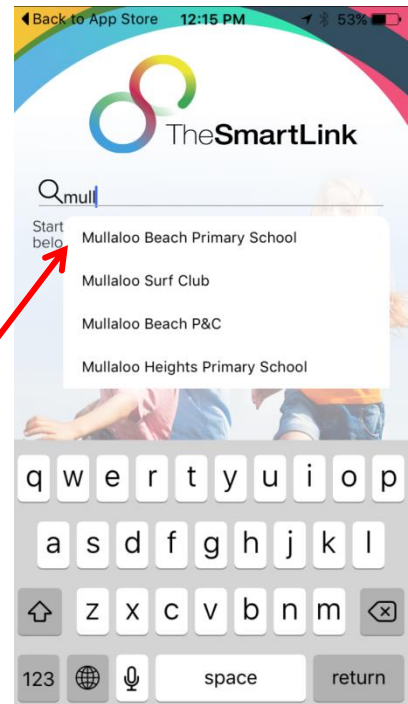 Back to App Store 12:15 PM 53%
TheSmartLink
mull
Start
belo
Mullaloo Beach Primary School
Mullaloo Surf Club
Mullaloo Beach P&C
Mullaloo Heights Primary School
q w e r t y u i o p
a s d f g h j k l
z x c v b n m
123 space return